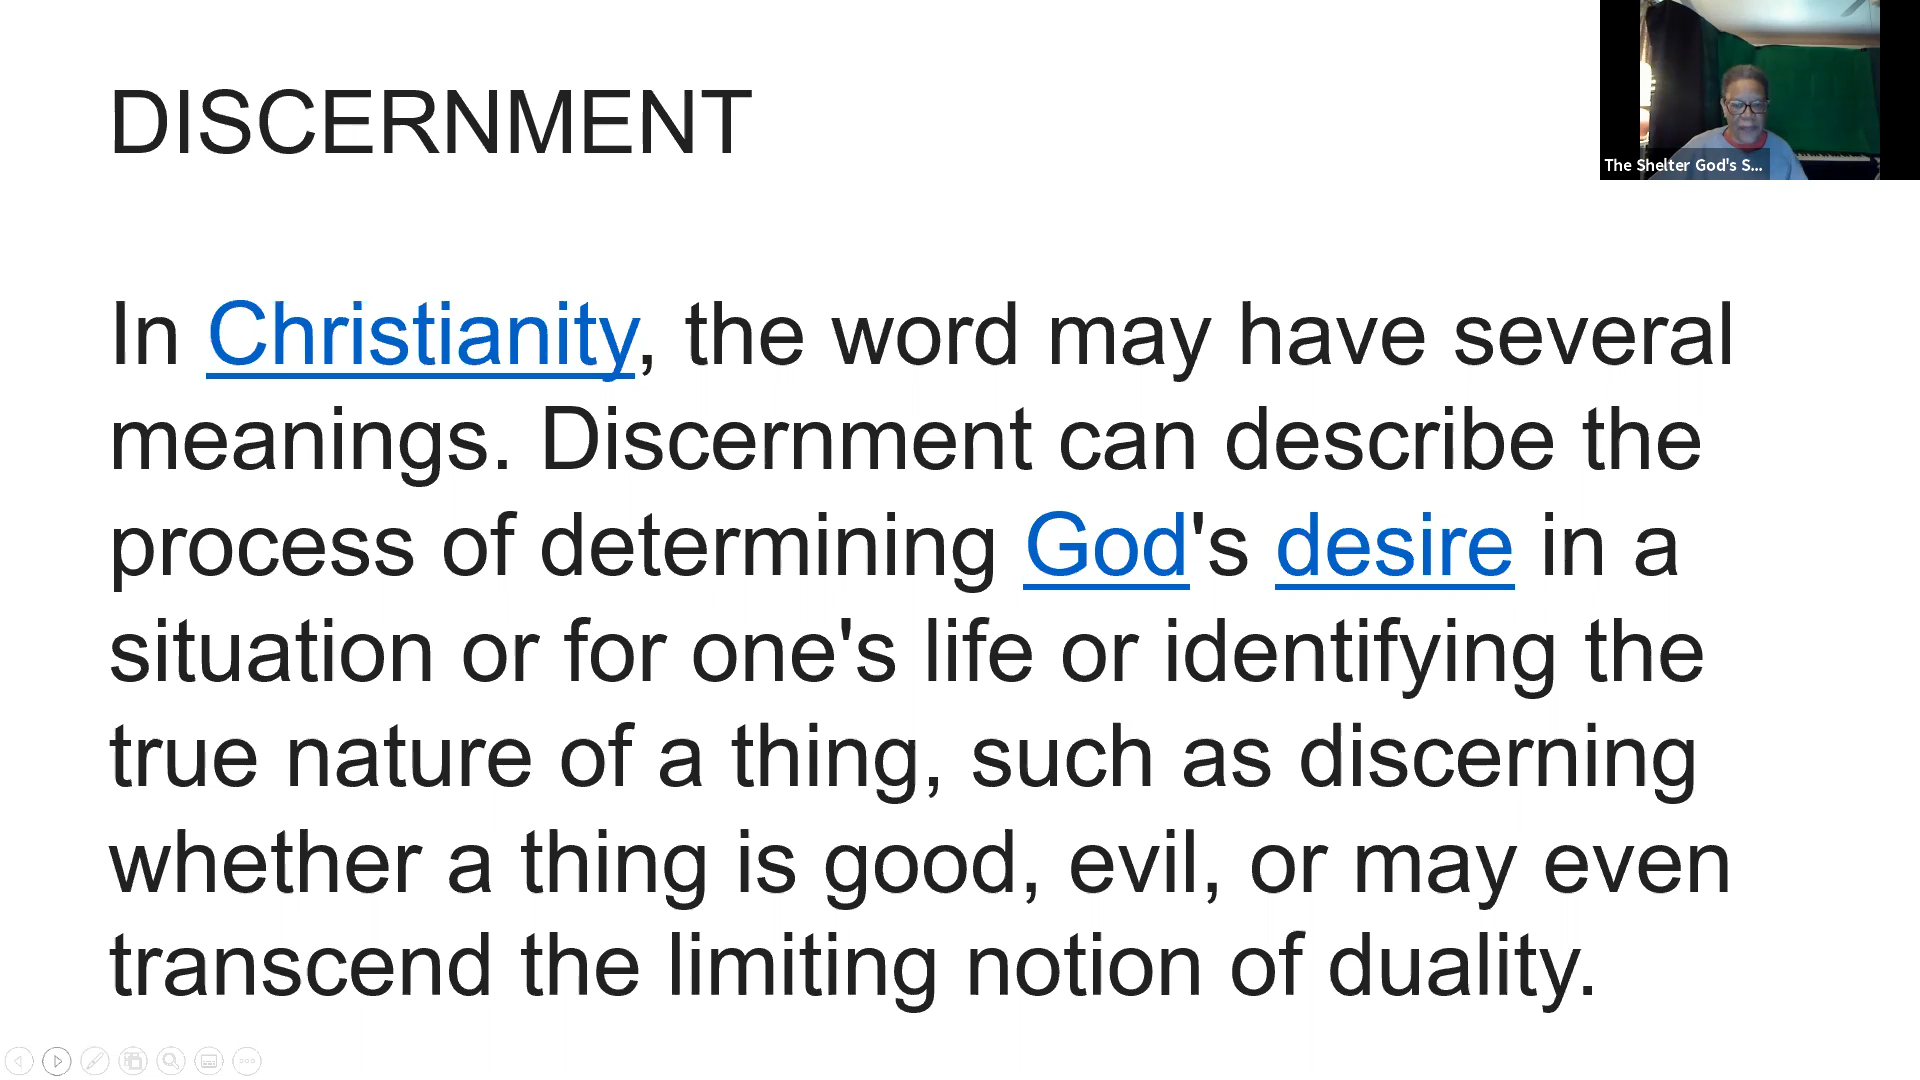 DISCERNMENT
The Shelter God's S...
In Christianity, the word may have several
meanings. Discernment can describe the
process of determining God's desire in a
situation or for one's life or identifying the
true nature of a thing, such as discerning
whether a thing is good, evil, or may even
transcend the limiting notion of duality.